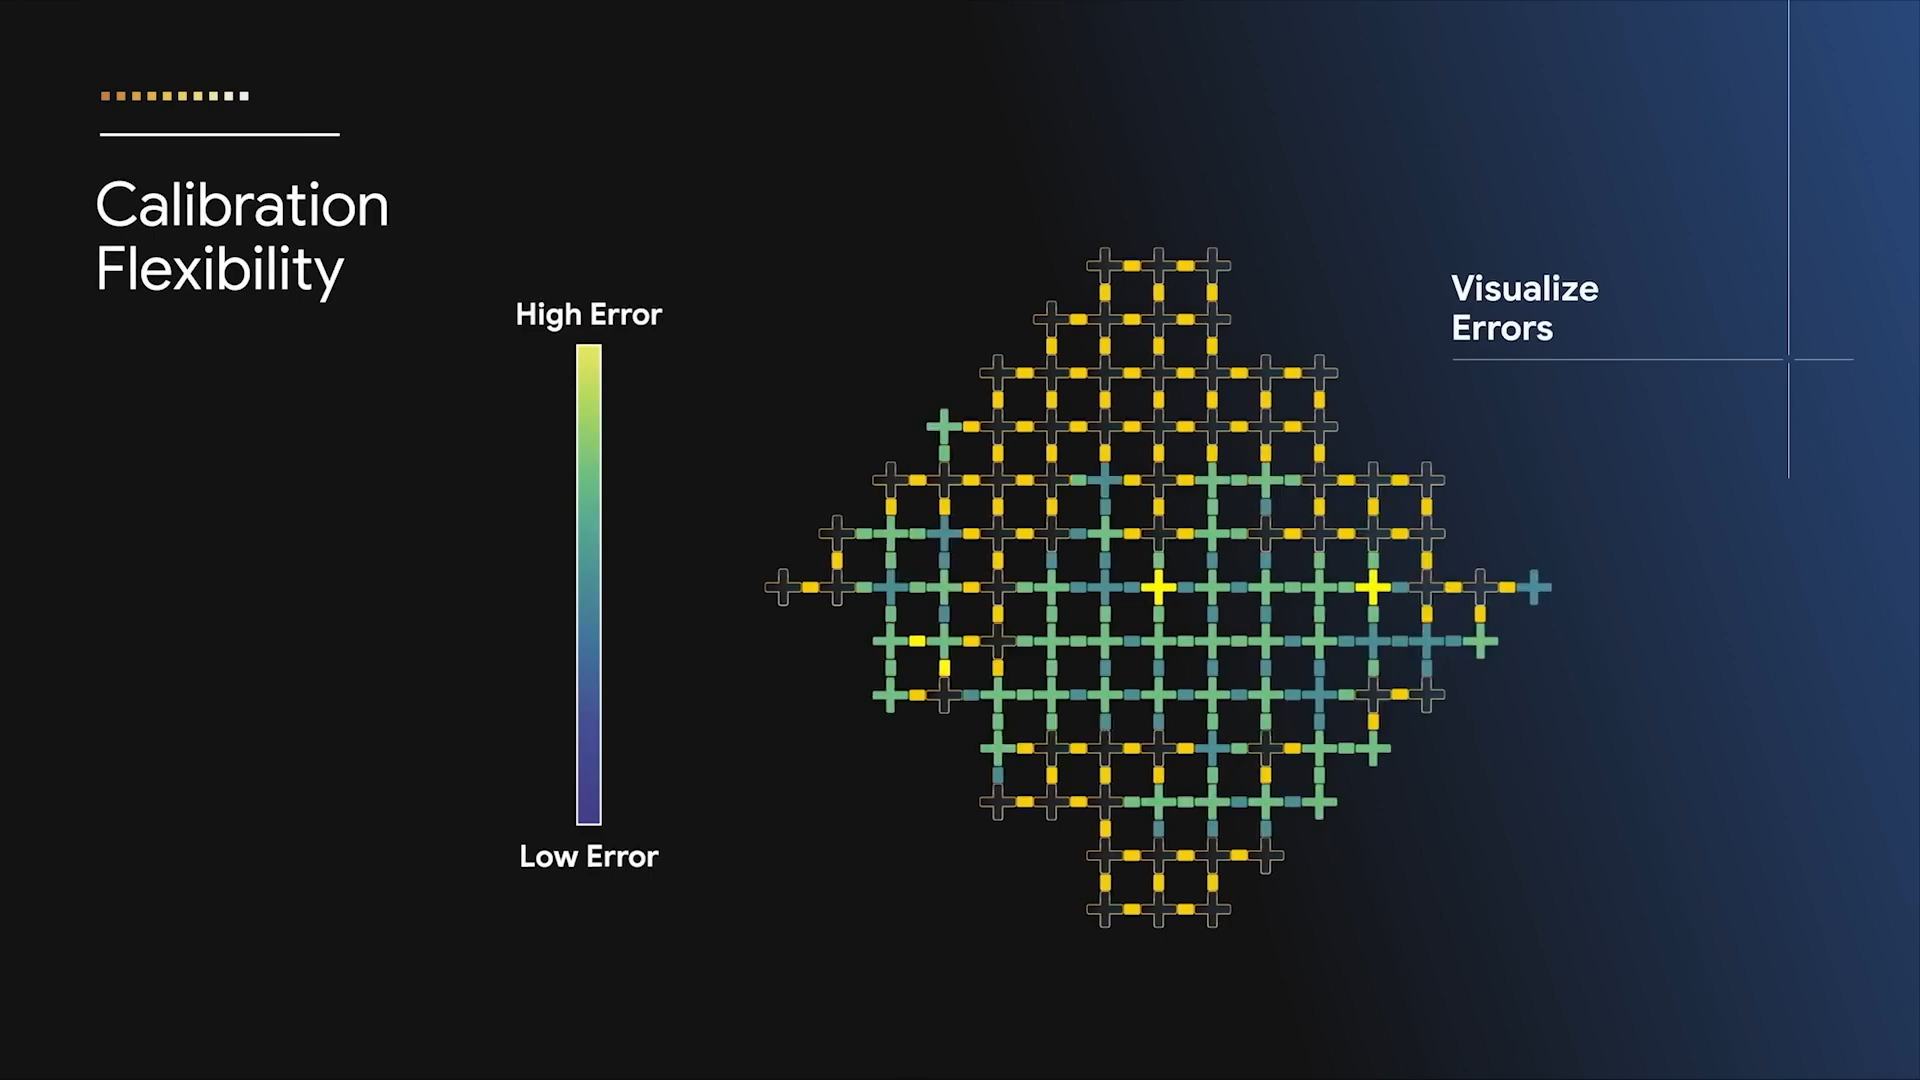 Calibration
Flexibility
High Error
Low Error
Visualize
Errors